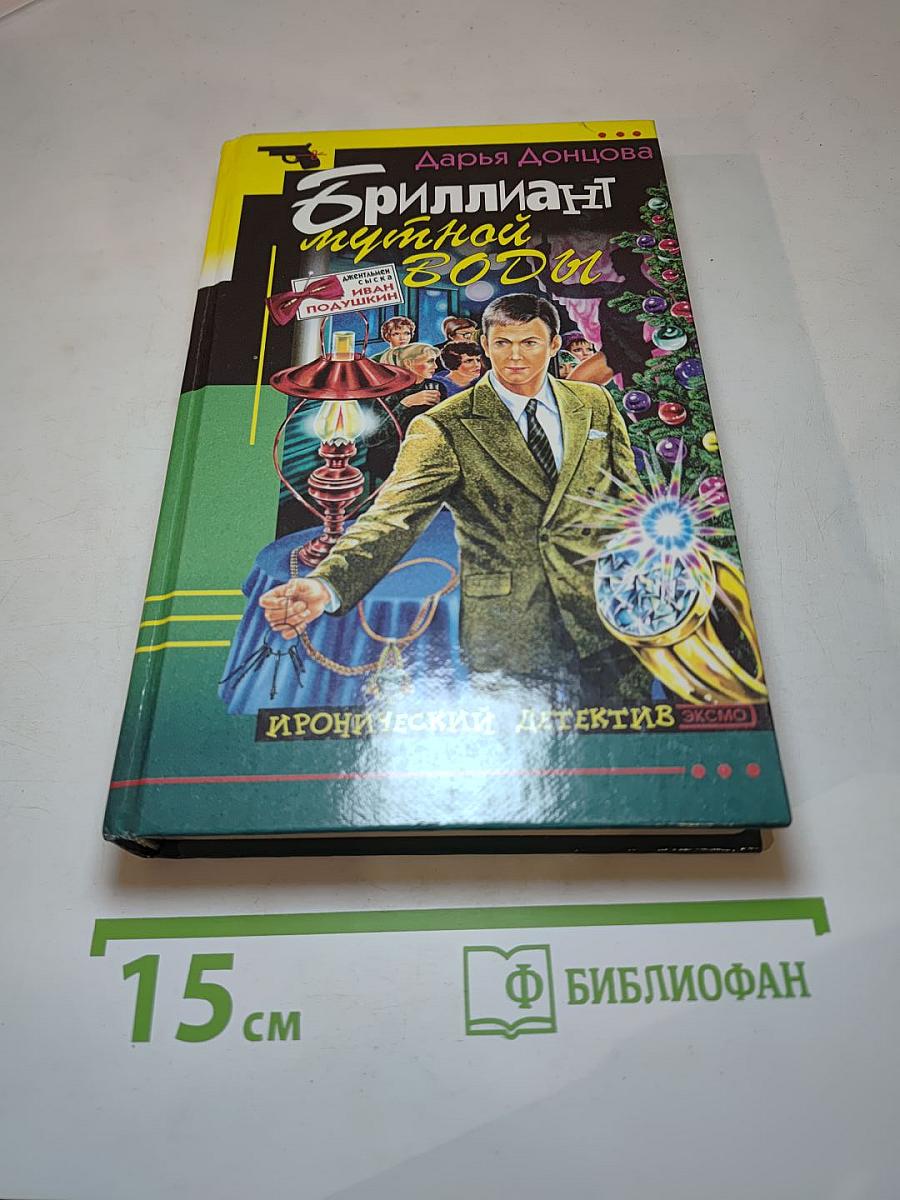 Дарья Донцова
Бриллиант
мутной
воды
джентльмен
сыска
ИВАН
ПОДУШКИН
ИРОНИЧЕСКИЙ ДЕТЕКТИВ
ЭКСМО
15 см
Ф БИБЛИОФАН